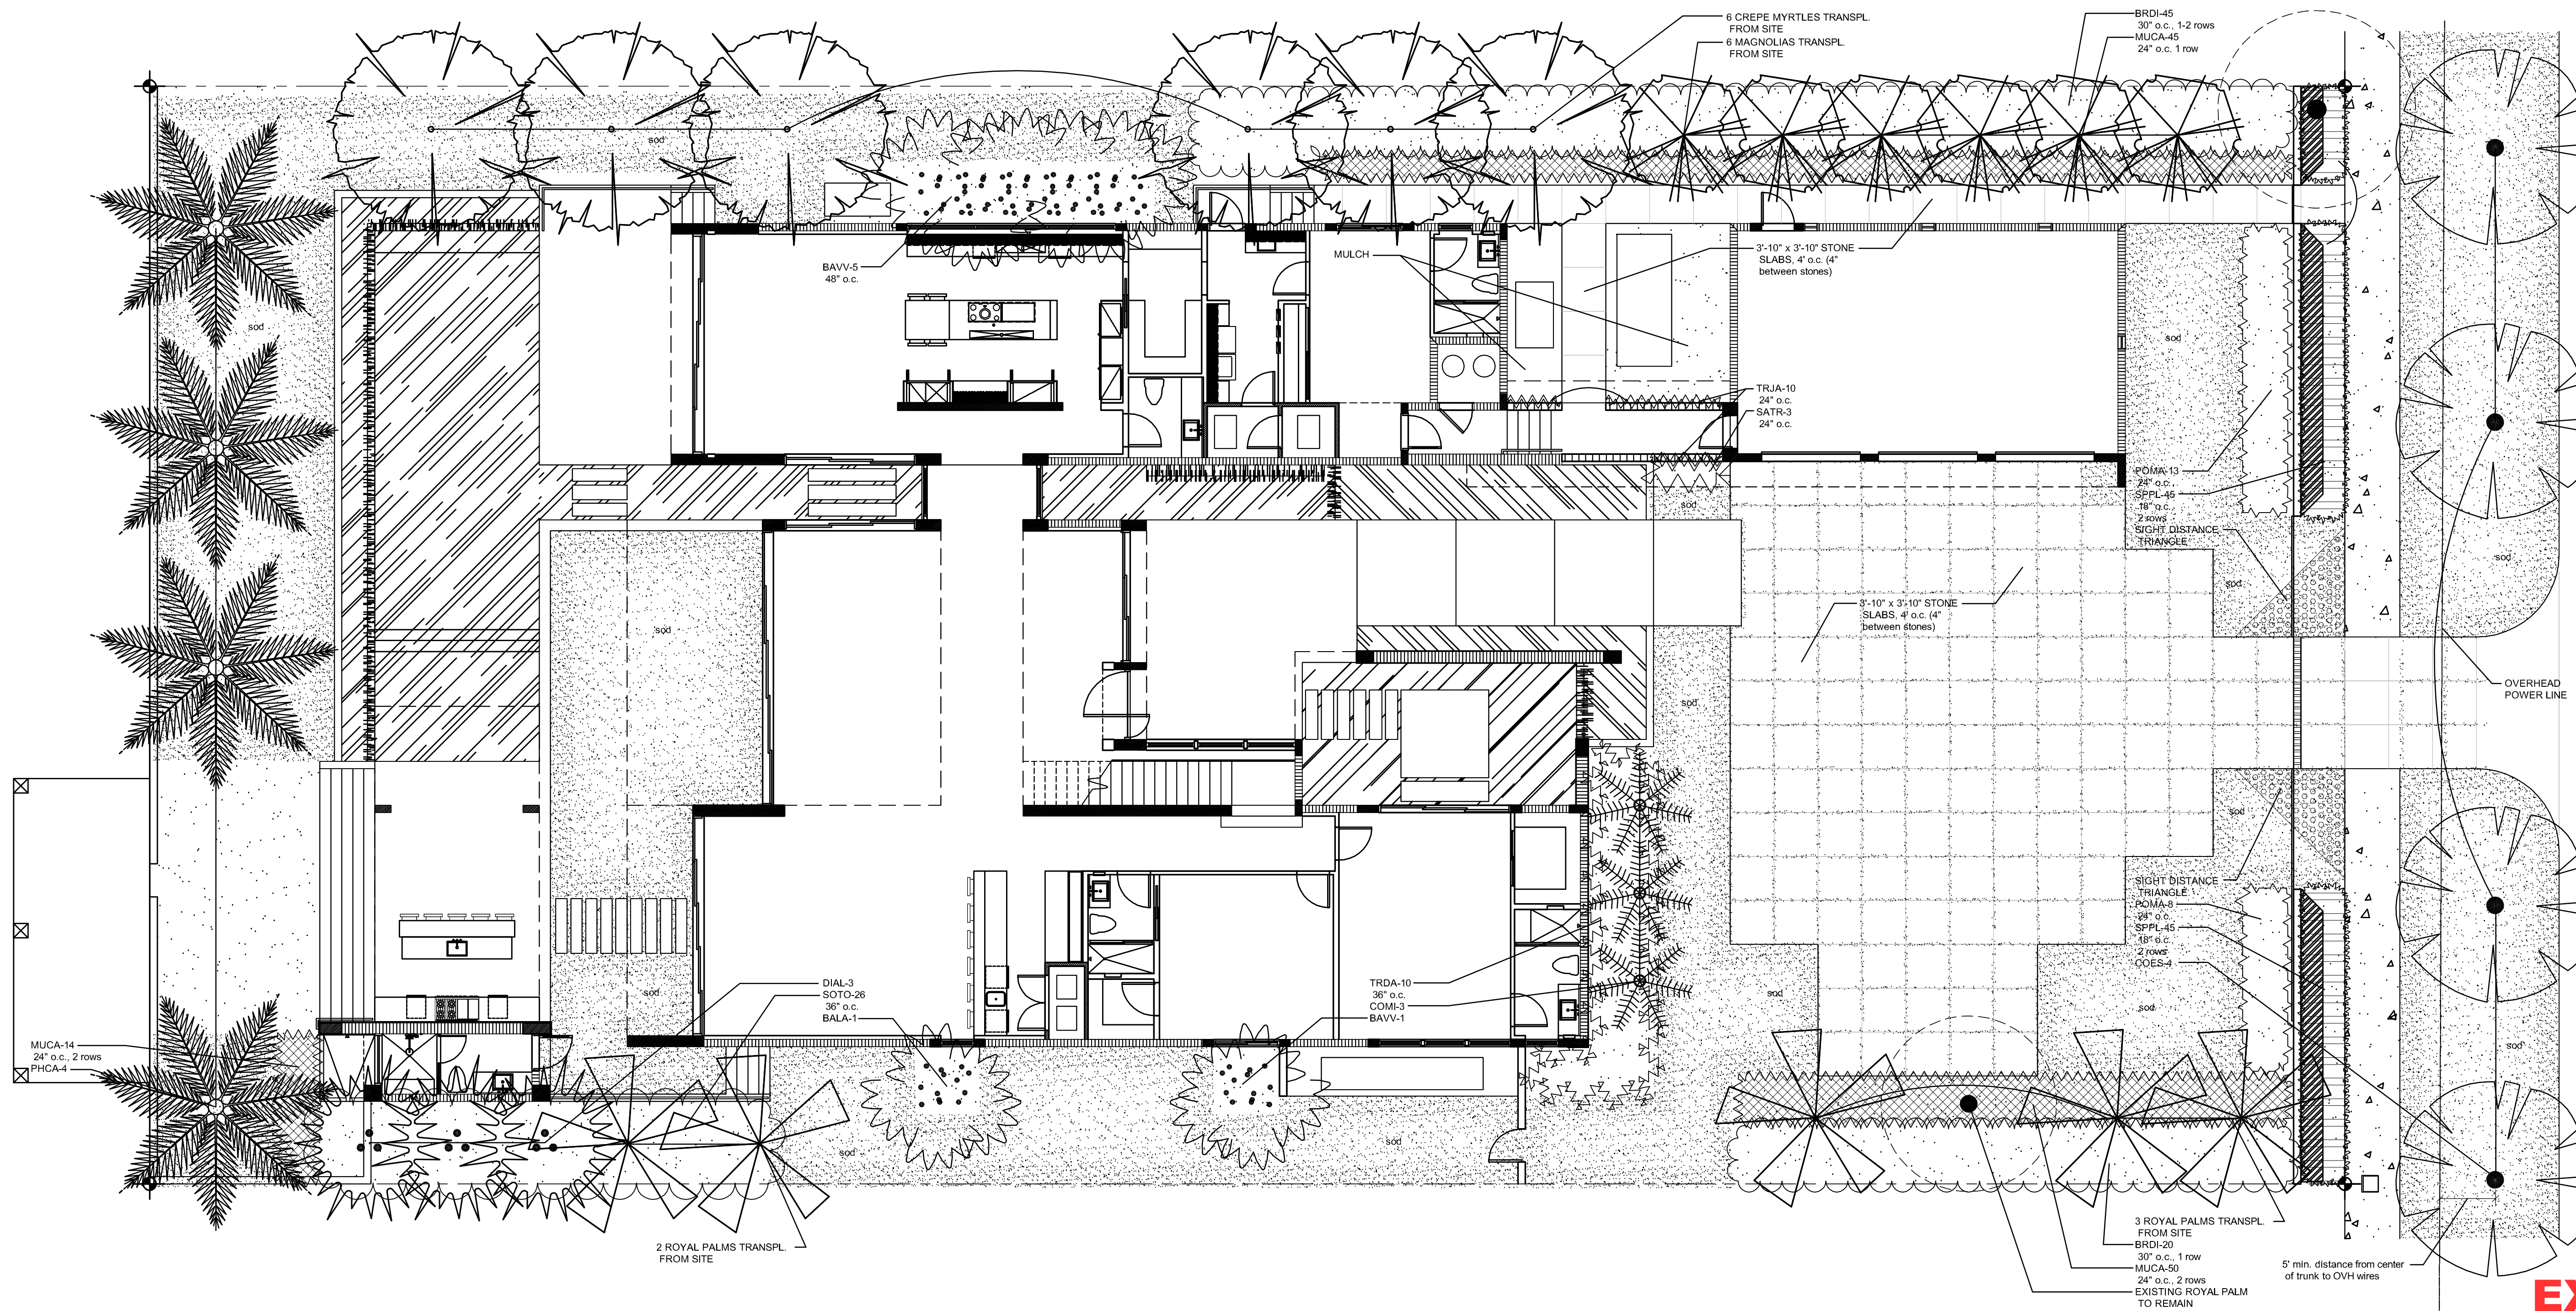 6 CREPE MYRTLES TRANSPL.
FROM SITE
6 MAGNOLIAS TRANSPL.
FROM SITE
BRDI-45
30" o.c., 1-2 rows
MUCA-45
24" o.c. 1 row
sod
BAVV-5
48" o.c.
MULCH
3'-10" x 3'-10" STONE
SLABS, 4' o.c. (4"
between stones)
sod
sod
TRJA-10
24" o.c.
SATR-3
24" o.c.
POMA-13
24" o.c.
SPPL-45
18" o.c.
2 rows
SIGHT DISTANCE
TRIANGLE
sod
sod
sod
3'-10" x 3'-10" STONE
SLABS, 4' o.c. (4"
between stones)
sod
sod
OVERHEAD
POWER LINE
sod
SIGHT DISTANCE
TRIANGLE
POMA-8
24" o.c.
SPPL-45
18" o.c.
2 rows
COES-4
DIAL-3
SOTO-26
36" o.c.
BALA-1
TRDA-10
36" o.c.
COMI-3
BAVV-1
sod
sod
sod
sod
MUCA-14
24" o.c., 2 rows
PHCA-4
sod
sod
2 ROYAL PALMS TRANSPL.
FROM SITE
3 ROYAL PALMS TRANSPL.
FROM SITE
BRDI-20
30" o.c., 1 row
MUCA-50
24" o.c., 2 rows
EXISTING ROYAL PALM
TO REMAIN
5' min. distance from center
of trunk to OVH wires